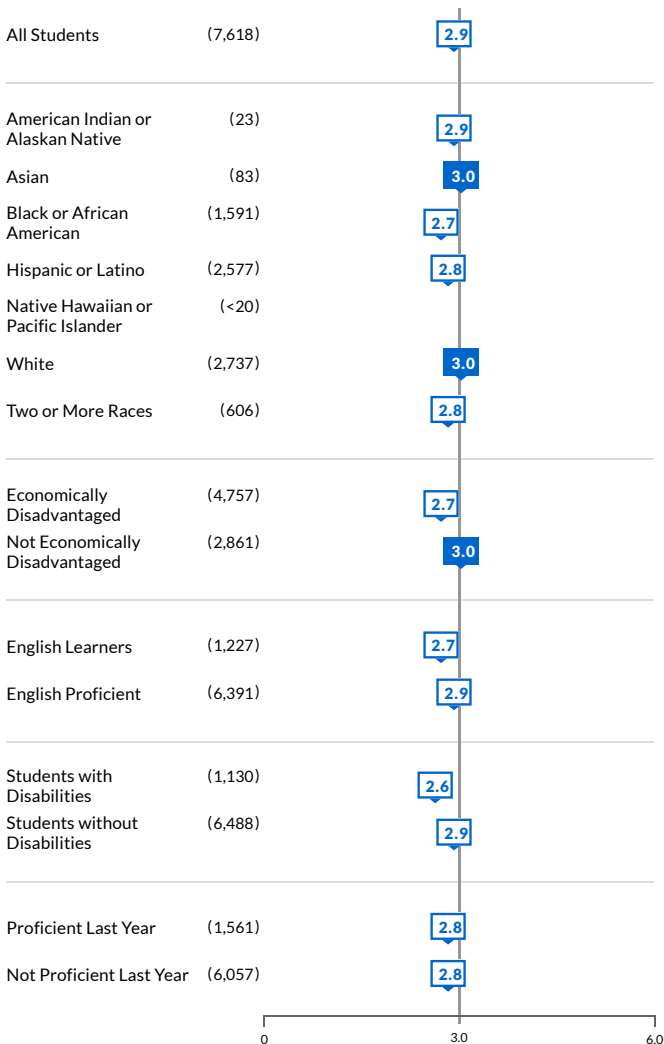 All Students (7,618) 2.9
American Indian or
Alaskan Native (23) 2.9
Asian (83) 3.0
Black or African
American (1,591) 2.7
Hispanic or Latino (2,577) 2.8
Native Hawaiian or
Pacific Islander (<20)
White (2,737) 3.0
Two or More Races (606) 2.8
Economically
Disadvantaged (4,757) 2.7
Not Economically
Disadvantaged (2,861) 3.0
English Learners (1,227) 2.7
English Proficient (6,391) 2.9
Students with
Disabilities (1,130) 2.6
Students without
Disabilities (6,488) 2.9
Proficient Last Year (1,561) 2.8
Not Proficient Last Year (6,057) 2.8
0 3.0 6.0